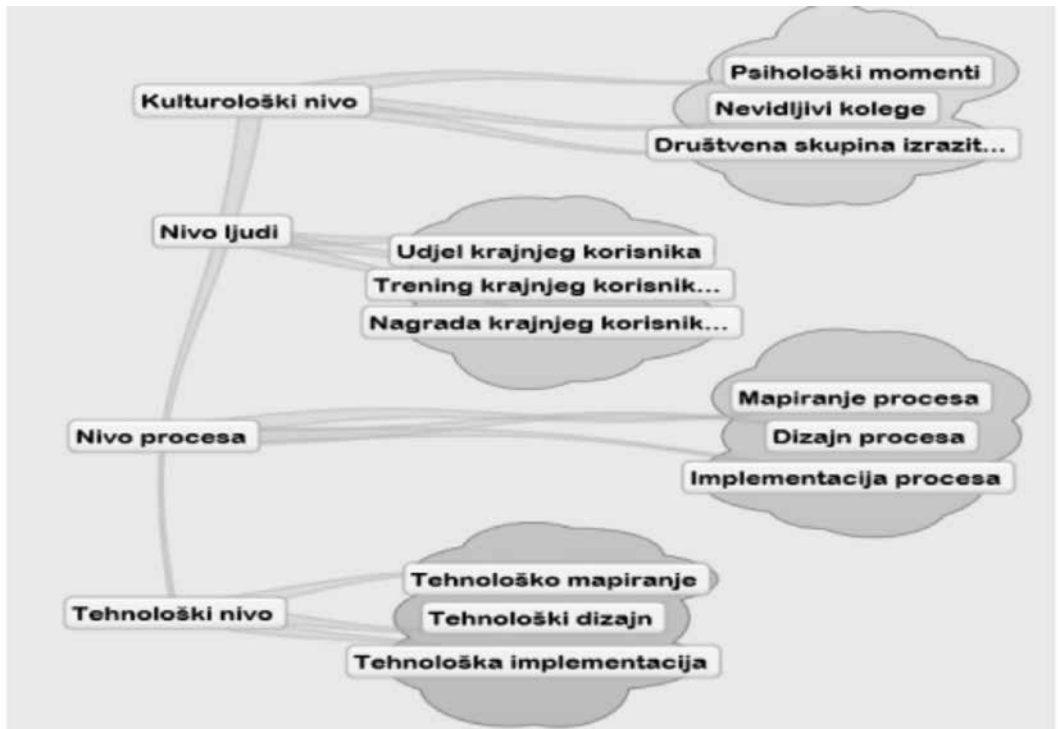 Kulturološki nivo
Psihološki momenti
Nevidljivi kolege
Društvena skupina izrazit...
Nivo ljudi
Udjel krajnjeg korisnika
Trening krajnjeg korisnik...
Nagrada krajnjeg korisnik...
Nivo procesa
Mapiranje procesa
Dizajn procesa
Implementacija procesa
Tehnološki nivo
Tehnološko mapiranje
Tehnološki dizajn
Tehnološka implementacija